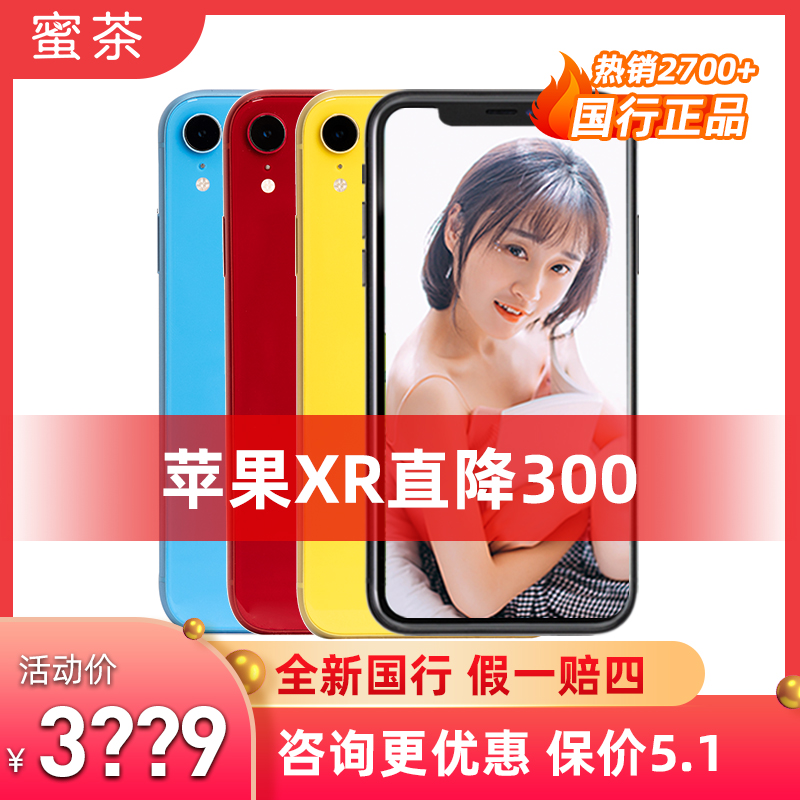 蜜茶
热销2700+
国行正品
苹果XR直降300
活动价
¥ 3??9
全新国行 假一赔四
咨询更优惠 保价5.1